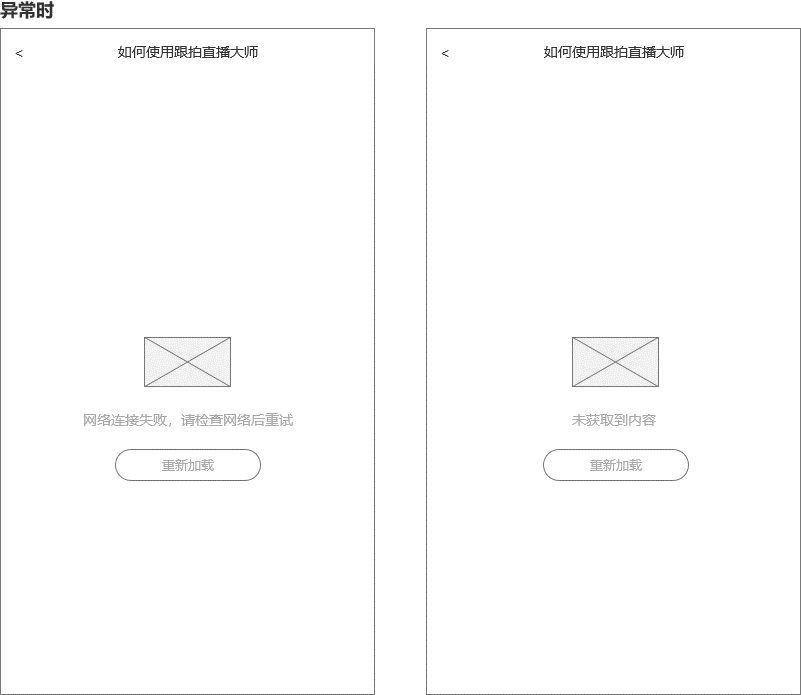 异常时
< 如何使用跟拍直播大师
网络连接失败，请检查网络后重试
重新加载
< 如何使用跟拍直播大师
未获取到内容
重新加载